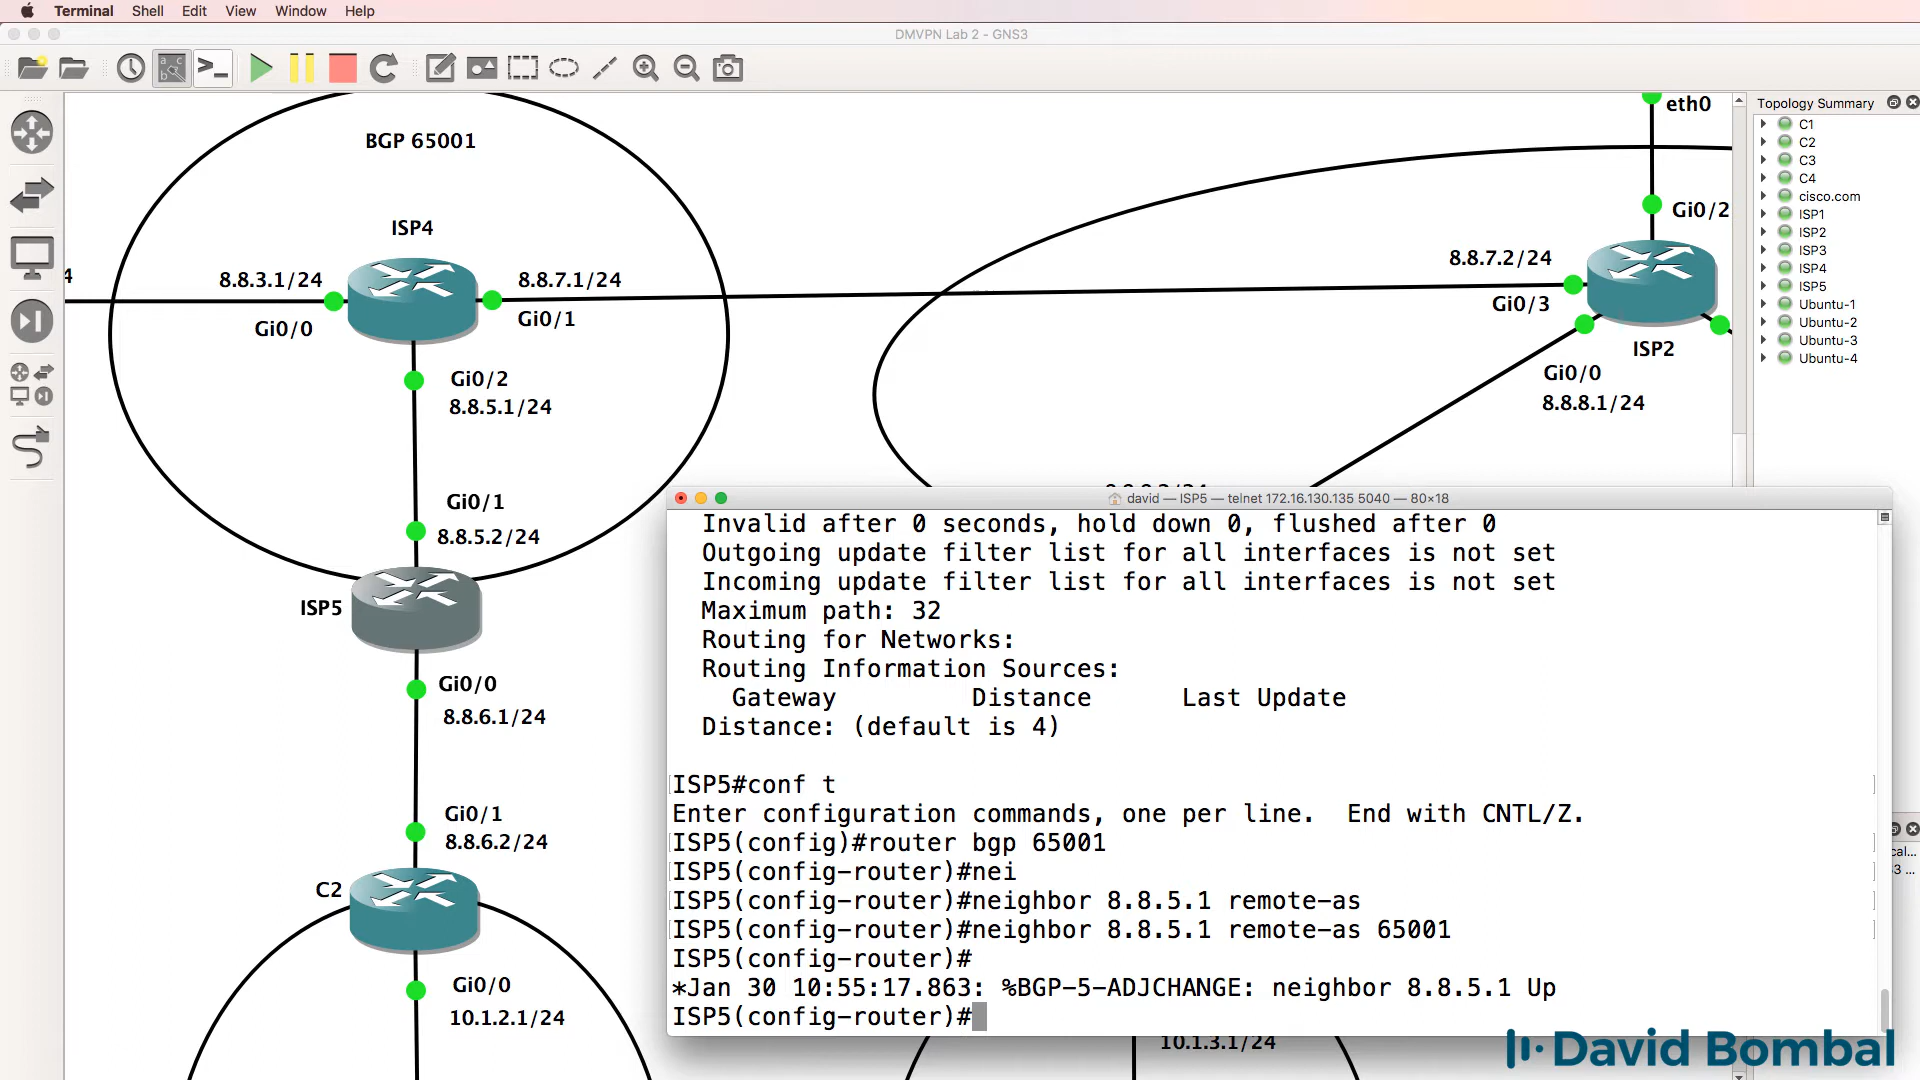 Terminal Shell Edit View Window Help
DMVPN Lab 2 - GNS3
Topology Summary
C1
C2
C3
C4
cisco.com
ISP1
ISP2
ISP3
ISP4
ISP5
Ubuntu-1
Ubuntu-2
Ubuntu-3
Ubuntu-4
BGP 65001
ISP4
4
8.8.3.1/24
Gi0/0
8.8.7.1/24
Gi0/1
Gi0/2
8.8.5.1/24
Gi0/1
8.8.5.2/24
ISP5
Gi0/0
8.8.6.1/24
Gi0/1
8.8.6.2/24
C2
Gi0/0
10.1.2.1/24
eth0
Gi0/2
8.8.7.2/24
Gi0/3
ISP2
Gi0/0
8.8.8.1/24
david — ISP5 — telnet 172.16.130.135 5040 — 80×18
Invalid after 0 seconds, hold down 0, flushed after 0
Outgoing update filter list for all interfaces is not set
Incoming update filter list for all interfaces is not set
Maximum path: 32
Routing for Networks:
Routing Information Sources:
Gateway Distance Last Update
Distance: (default is 4)
ISP5#conf t
Enter configuration commands, one per line. End with CNTL/Z.
ISP5(config)#router bgp 65001
ISP5(config-router)#nei
ISP5(config-router)#neighbor 8.8.5.1 remote-as
ISP5(config-router)#neighbor 8.8.5.1 remote-as 65001
ISP5(config-router)#
*Jan 30 10:55:17.863: %BGP-5-ADJCHANGE: neighbor 8.8.5.1 Up
ISP5(config-router)#
10.1.3.1/24
cal...
3 ...
David Bombal